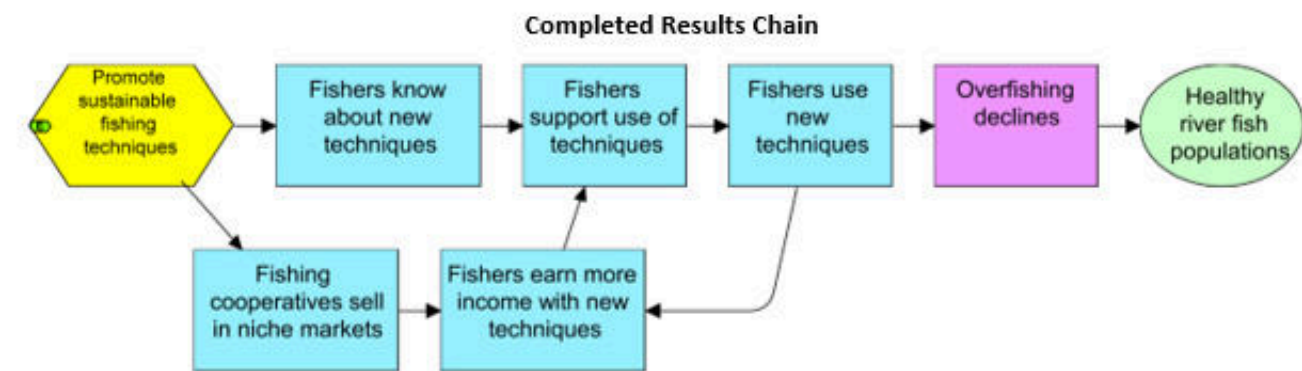 Completed Results Chain
Promote
sustainable
fishing
techniques
Fishers know
about new
techniques
Fishers
support use of
techniques
Fishers use
new
techniques
Overfishing
declines
Healthy
river fish
populations
Fishing
cooperatives sell
in niche markets
Fishers earn more
income with new
techniques